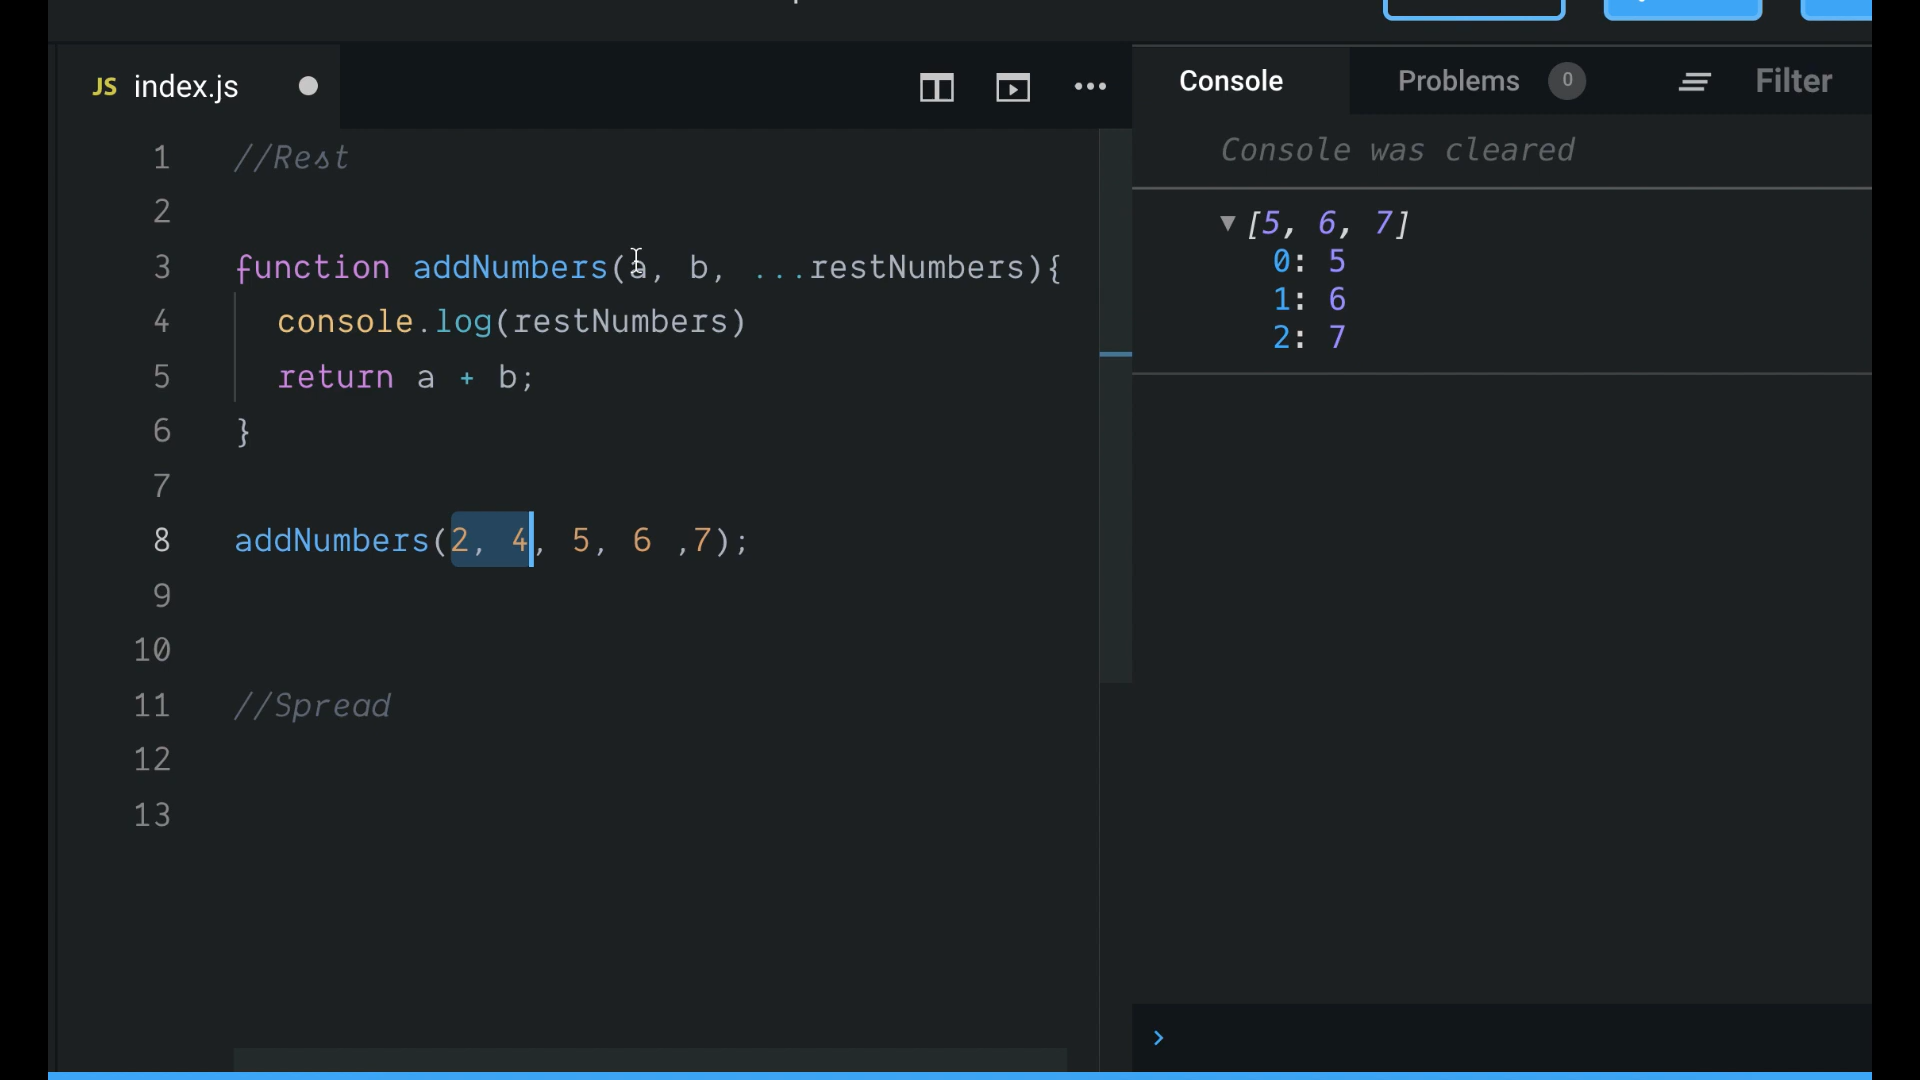 JS index.js
Console Problems 0 Filter
1 //Rest
2
3 function addNumbers(a, b, ...restNumbers){
4 console.log(restNumbers)
5 return a + b;
6 }
7
8 addNumbers(2, 4, 5, 6 ,7);
9
10
11 //Spread
12
13
Console was cleared
▼[5, 6, 7]
0: 5
1: 6
2: 7